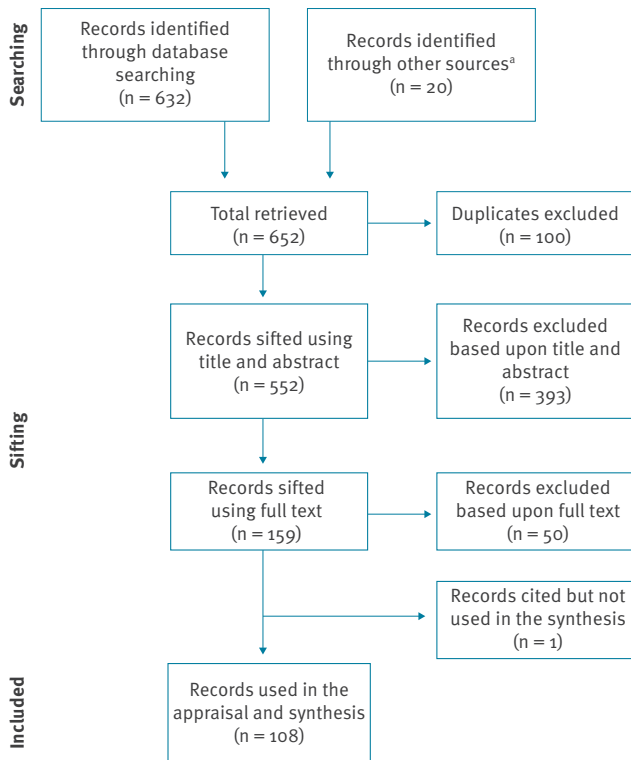 Searching
Records identified
through database
searching
(n = 632)
Records identified
through other sourcesᵃ
(n = 20)
Total retrieved
(n = 652)
Duplicates excluded
(n = 100)
Sifting
Records sifted using
title and abstract
(n = 552)
Records excluded
based upon title and
abstract
(n = 393)
Records sifted
using full text
(n = 159)
Records excluded
based upon full text
(n = 50)
Records cited but not
used in the synthesis
(n = 1)
Included
Records used in the
appraisal and synthesis
(n = 108)